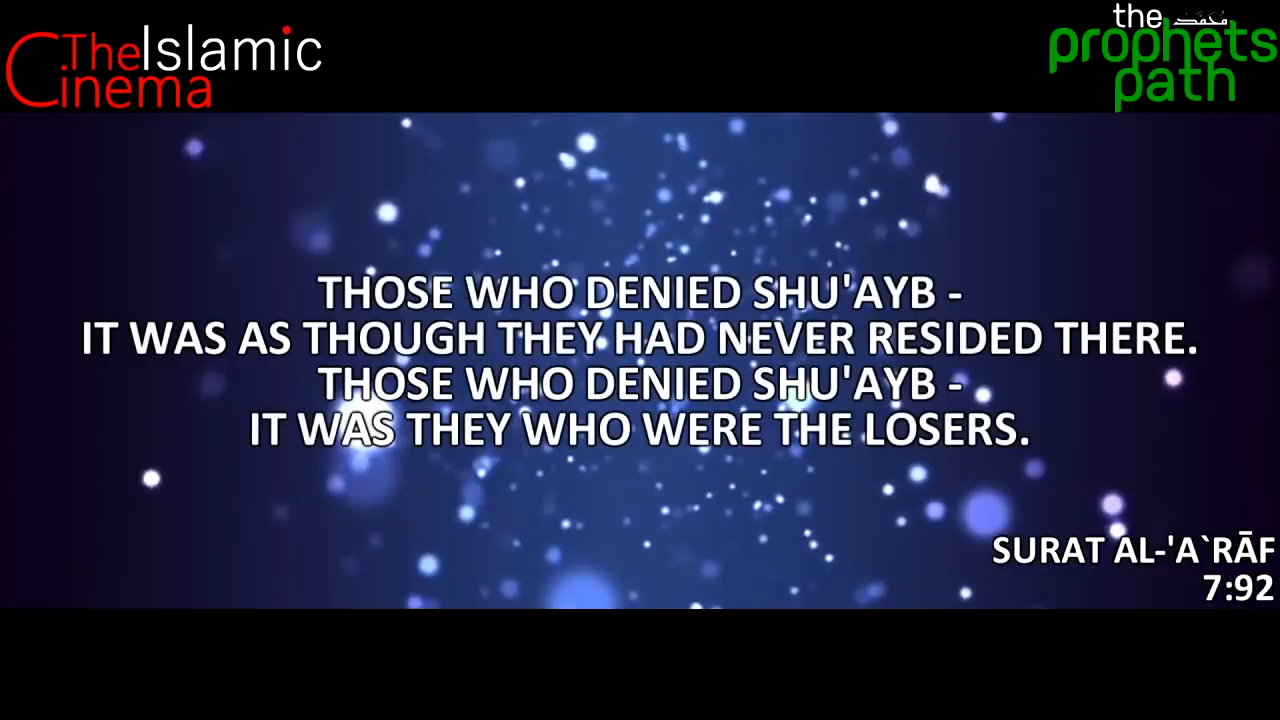 TheIslamic
Cinema
the مُحَمَّد
prophets
path
THOSE WHO DENIED SHU'AYB -
IT WAS AS THOUGH THEY HAD NEVER RESIDED THERE.
THOSE WHO DENIED SHU'AYB -
IT WAS THEY WHO WERE THE LOSERS.
SURAT AL-'A`RĀF
7:92